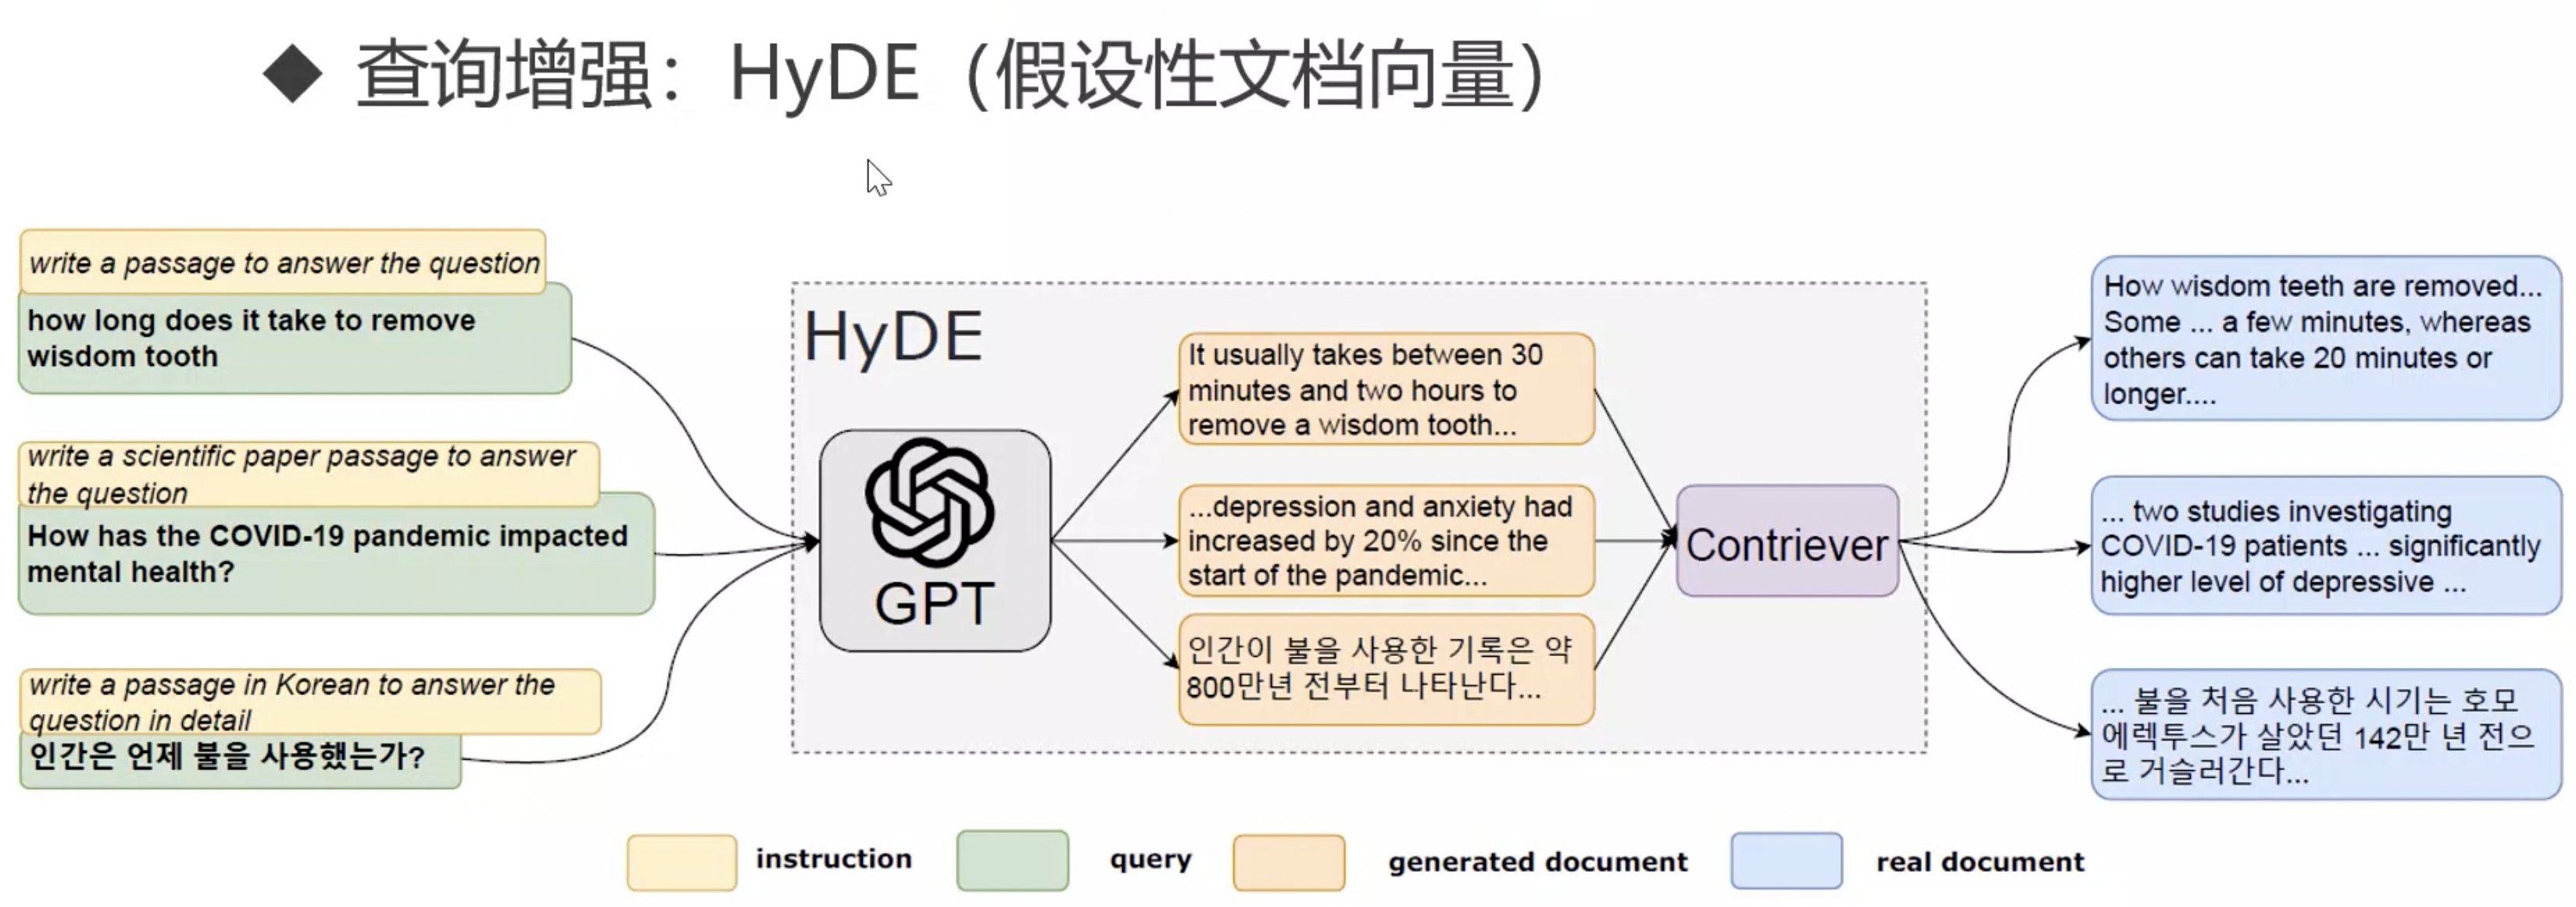 ◆ 查询增强：HyDE（假设性文档向量）
write a passage to answer the question
how long does it take to remove
wisdom tooth
write a scientific paper passage to answer
the question
How has the COVID-19 pandemic impacted
mental health?
write a passage in Korean to answer the
question in detail
인간은 언제 불을 사용했는가?
HyDE
GPT
It usually takes between 30
minutes and two hours to
remove a wisdom tooth...
...depression and anxiety had
increased by 20% since the
start of the pandemic...
인간이 불을 사용한 기록은 약
800만년 전부터 나타난다...
Contriever
How wisdom teeth are removed...
Some ... a few minutes, whereas
others can take 20 minutes or
longer....
... two studies investigating
COVID-19 patients ... significantly
higher level of depressive ...
... 불을 처음 사용한 시기는 호모
에렉투스가 살았던 142만 년 전으
로 거슬러간다...
instruction
query
generated document
real document